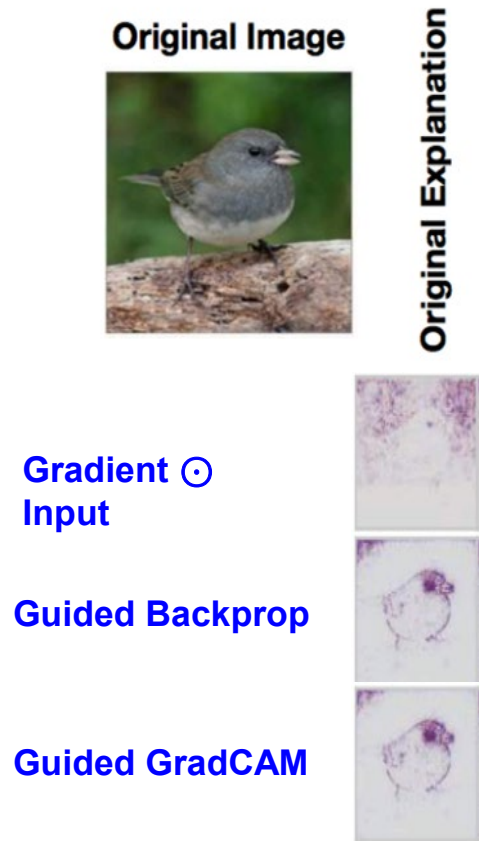 Original Image
Original Explanation
Gradient ⊙
Input
Guided Backprop
Guided GradCAM